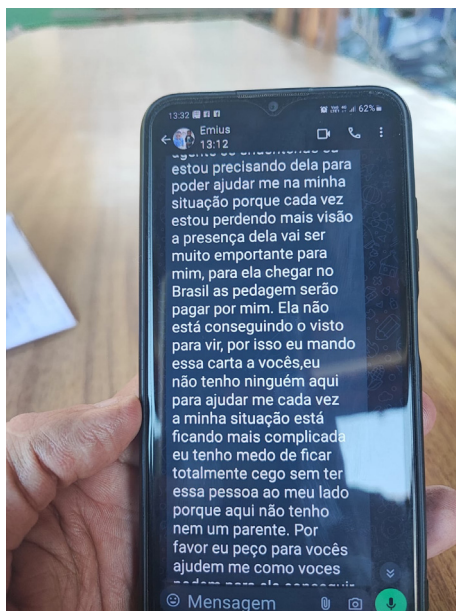 13:32
62%
Emius
13:12
estou precisando dela para
poder ajudar me na minha
situação porque cada vez
estou perdendo mais visão
a presença dela vai ser
muito emportante para
mim, para ela chegar no
Brasil as pedagem serão
pagar por mim. Ela não
está conseguindo o visto
para vir, por isso eu mando
essa carta a vocês,eu
não tenho ninguém aqui
para ajudar me cada vez
a minha situação está
ficando mais complicada
eu tenho medo de ficar
totalmente cego sem ter
essa pessoa ao meu lado
porque aqui não tenho
nem um parente. Por
favor eu peço para vocês
ajudem me como voces
Mensagem